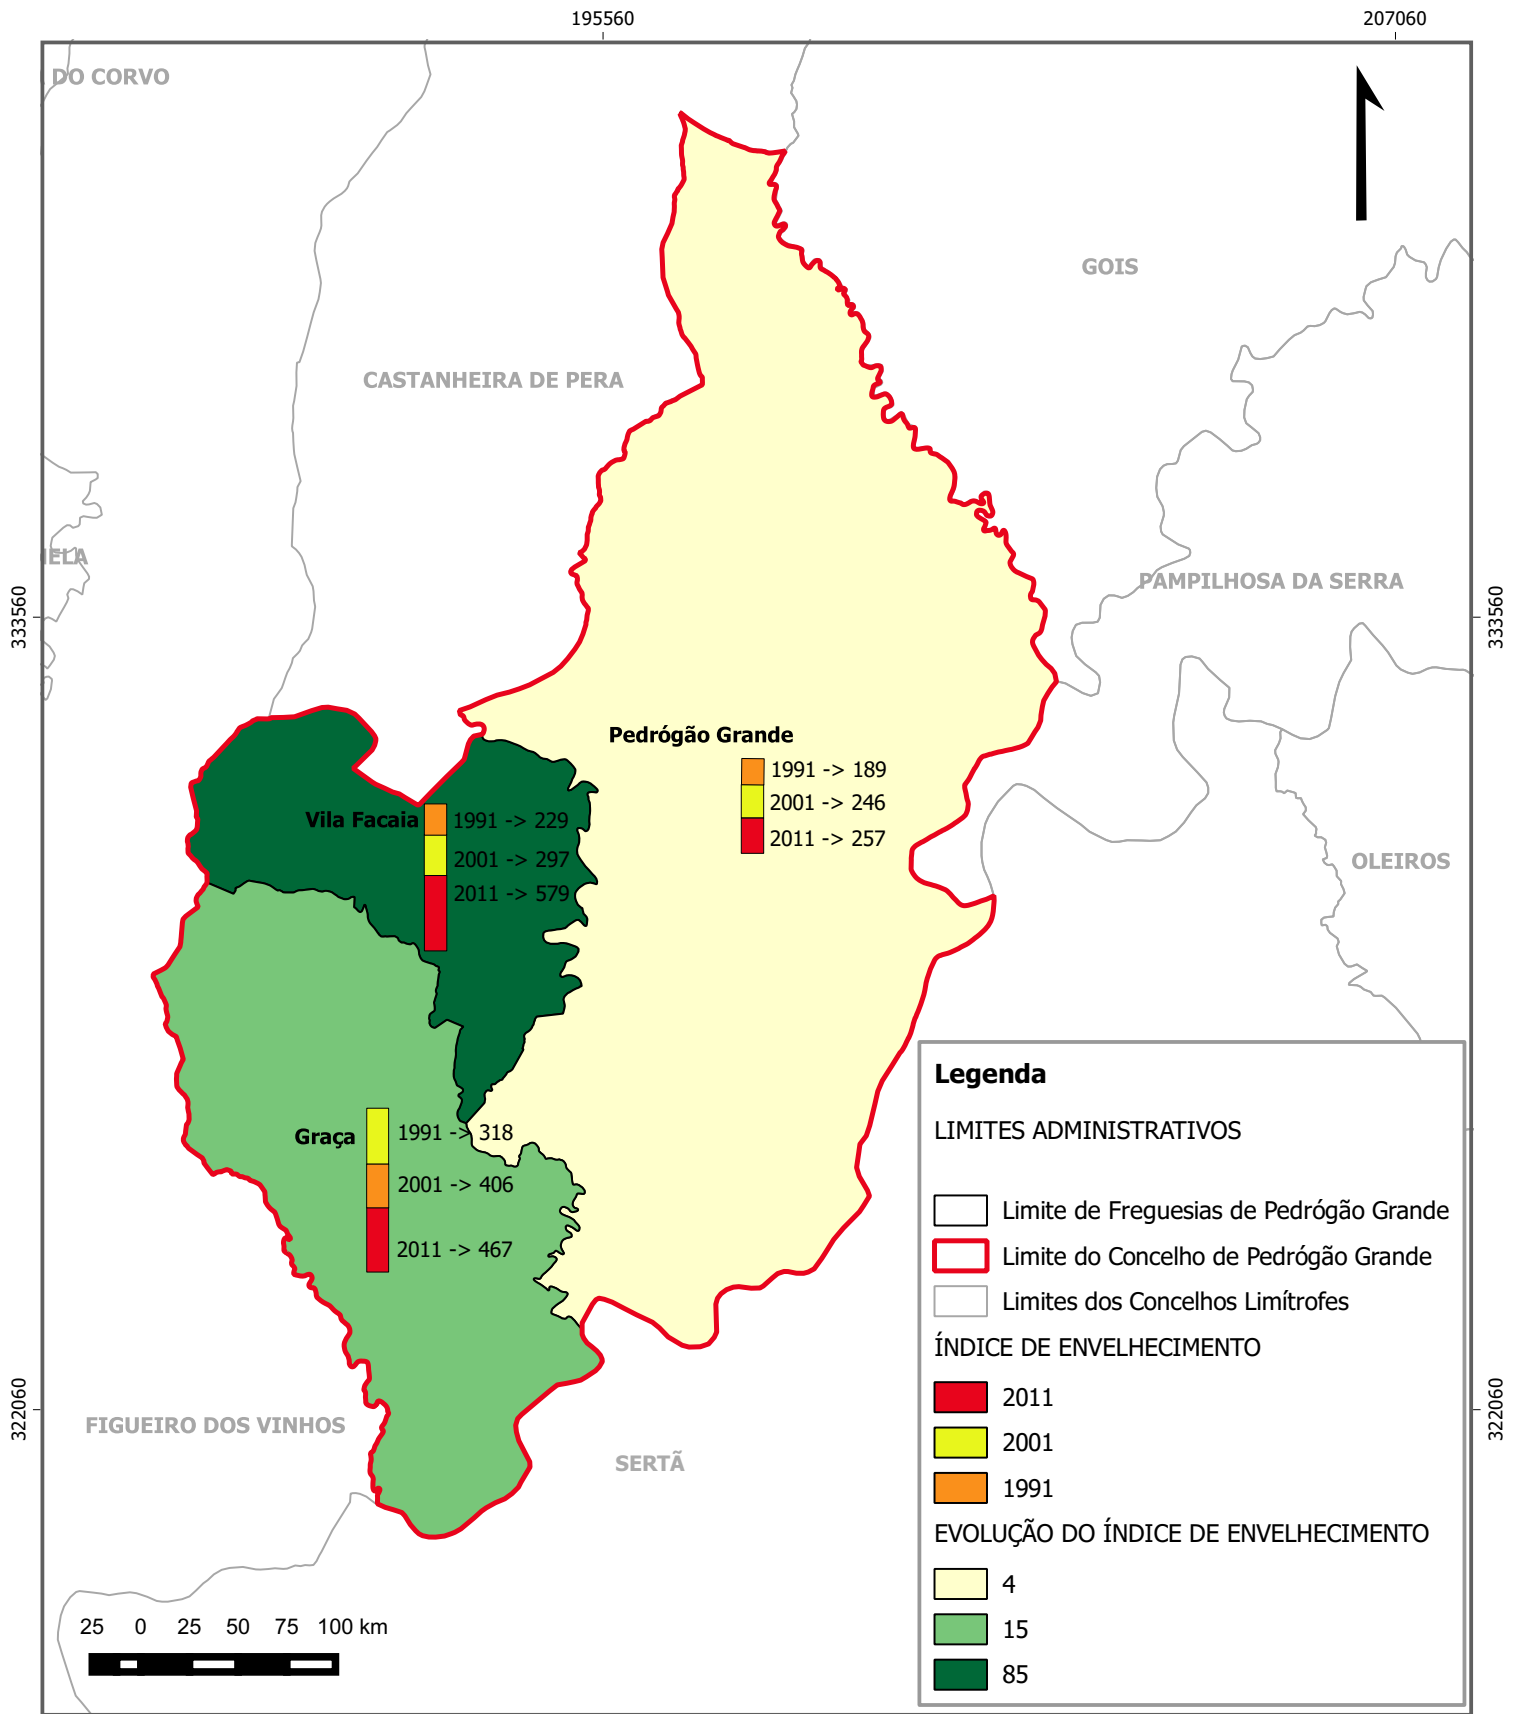 195560
207060
DO CORVO
GOIS
CASTANHEIRA DE PERA
IELA
PAMPILHOSA DA SERRA
333560
333560
Pedrógão Grande
1991 -> 189
2001 -> 246
2011 -> 257
Vila Facaia
1991 -> 229
2001 -> 297
2011 -> 579
OLEIROS
Graça
1991 -> 318
2001 -> 406
2011 -> 467
322060
322060
FIGUEIRO DOS VINHOS
SERTÃ
25 0 25 50 75 100 km
Legenda
LIMITES ADMINISTRATIVOS
Limite de Freguesias de Pedrógão Grande
Limite do Concelho de Pedrógão Grande
Limites dos Concelhos Limítrofes
ÍNDICE DE ENVELHECIMENTO
2011
2001
1991
EVOLUÇÃO DO ÍNDICE DE ENVELHECIMENTO
4
15
85